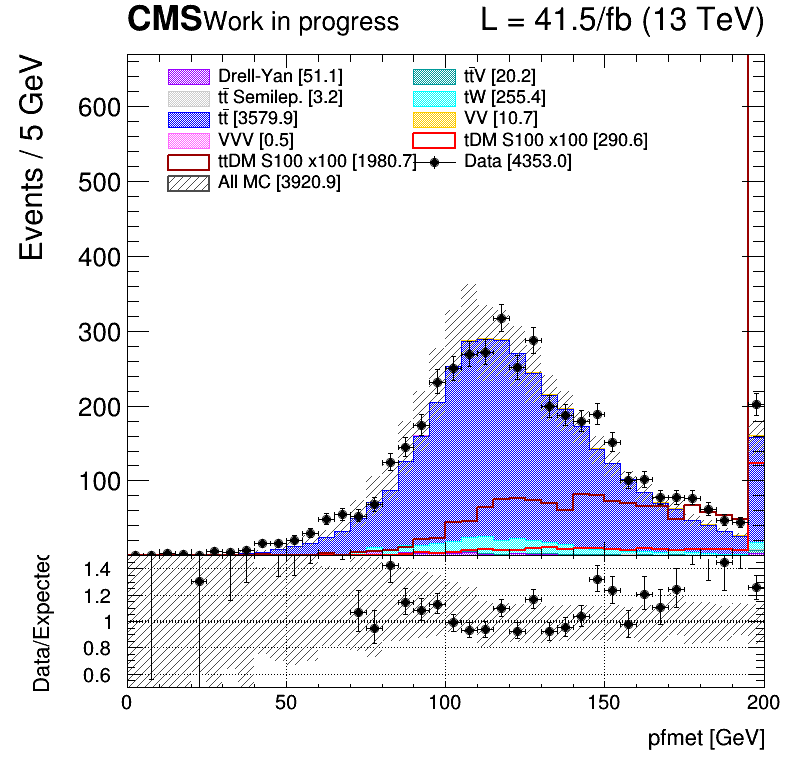 CMS Work in progress L = 41.5/fb (13 TeV)
Events / 5 GeV
600
500
400
300
200
100
Drell-Yan [51.1]
tt̄ Semilep. [3.2]
tt̄ [3579.9]
VVV [0.5]
ttDM S100 x100 [1980.7]
All MC [3920.9]
tt̄V [20.2]
tW [255.4]
VV [10.7]
tDM S100 x100 [290.6]
Data [4353.0]
Data/Expected
1.4
1.2
1
0.8
0.6
0 50 100 150 200
pfmet [GeV]